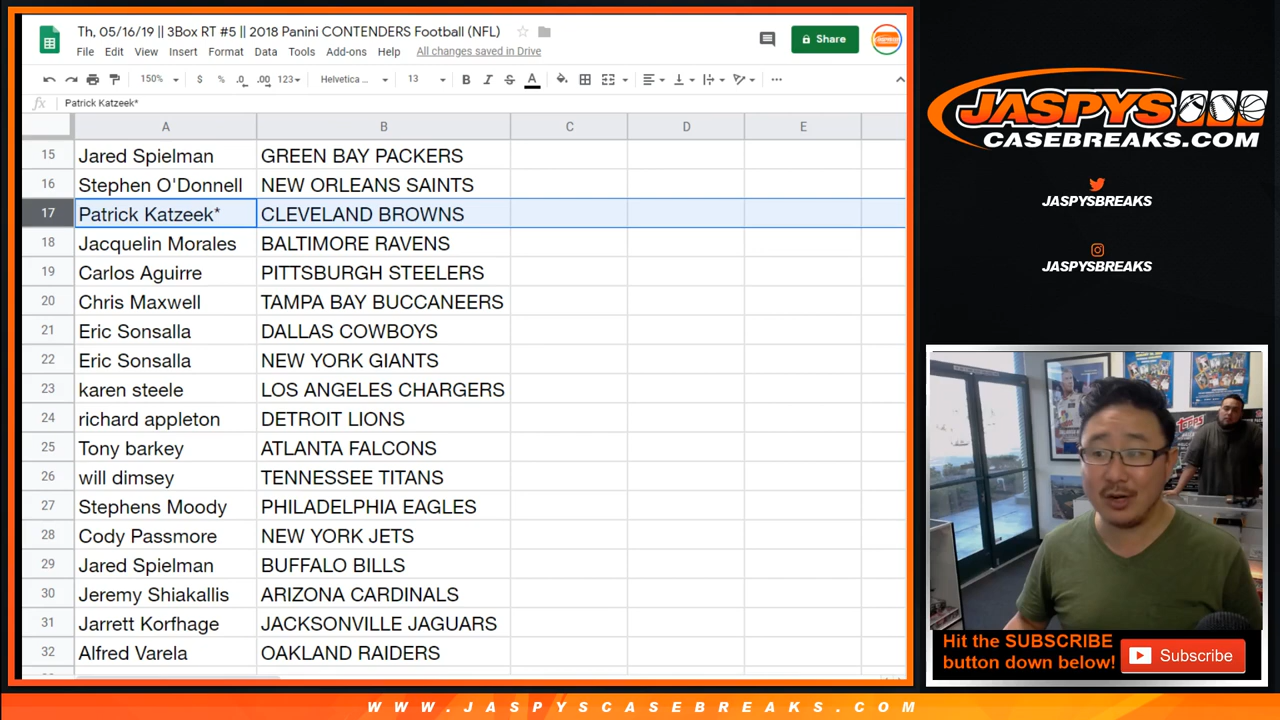 Th, 05/16/19 || 3Box RT #5 || 2018 Panini CONTENDERS Football (NFL)
File Edit View Insert Format Data Tools Add-ons Help All changes saved in Drive
Share
150% $ % .0 .00 123 Helvetica ... 13 B I S A
fx Patrick Katzeek*
A B C D E
15 Jared Spielman GREEN BAY PACKERS
16 Stephen O'Donnell NEW ORLEANS SAINTS
17 Patrick Katzeek* CLEVELAND BROWNS
18 Jacquelin Morales BALTIMORE RAVENS
19 Carlos Aguirre PITTSBURGH STEELERS
20 Chris Maxwell TAMPA BAY BUCCANEERS
21 Eric Sonsalla DALLAS COWBOYS
22 Eric Sonsalla NEW YORK GIANTS
23 karen steele LOS ANGELES CHARGERS
24 richard appleton DETROIT LIONS
25 Tony barkey ATLANTA FALCONS
26 will dimsey TENNESSEE TITANS
27 Stephens Moody PHILADELPHIA EAGLES
28 Cody Passmore NEW YORK JETS
29 Jared Spielman BUFFALO BILLS
30 Jeremy Shiakallis ARIZONA CARDINALS
31 Jarrett Korfhage JACKSONVILLE JAGUARS
32 Alfred Varela OAKLAND RAIDERS
JASPYS
CASEBREAKS.COM
JASPYSBREAKS
JASPYSBREAKS
Topps
Hit the SUBSCRIBE
button down below!
Subscribe
WWW.JASPYSCASEBREAKS.COM